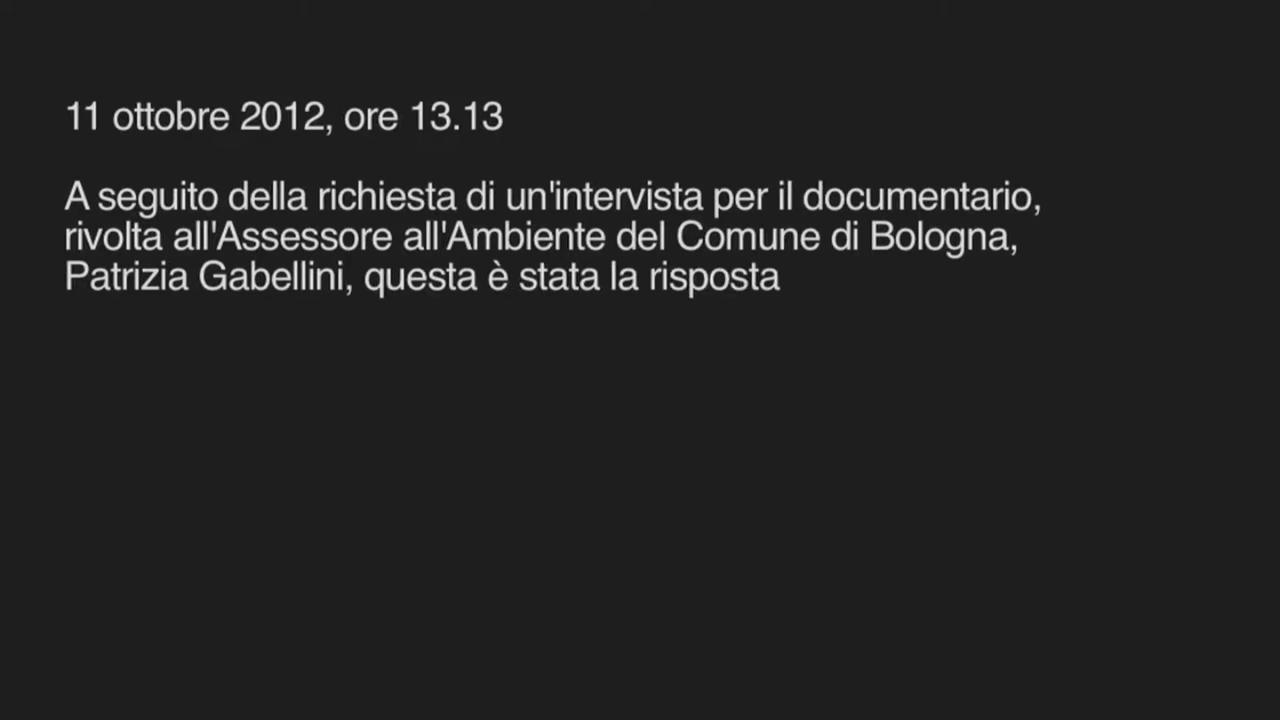 11 ottobre 2012, ore 13.13
A seguito della richiesta di un'intervista per il documentario,
rivolta all'Assessore all'Ambiente del Comune di Bologna,
Patrizia Gabellini, questa è stata la risposta